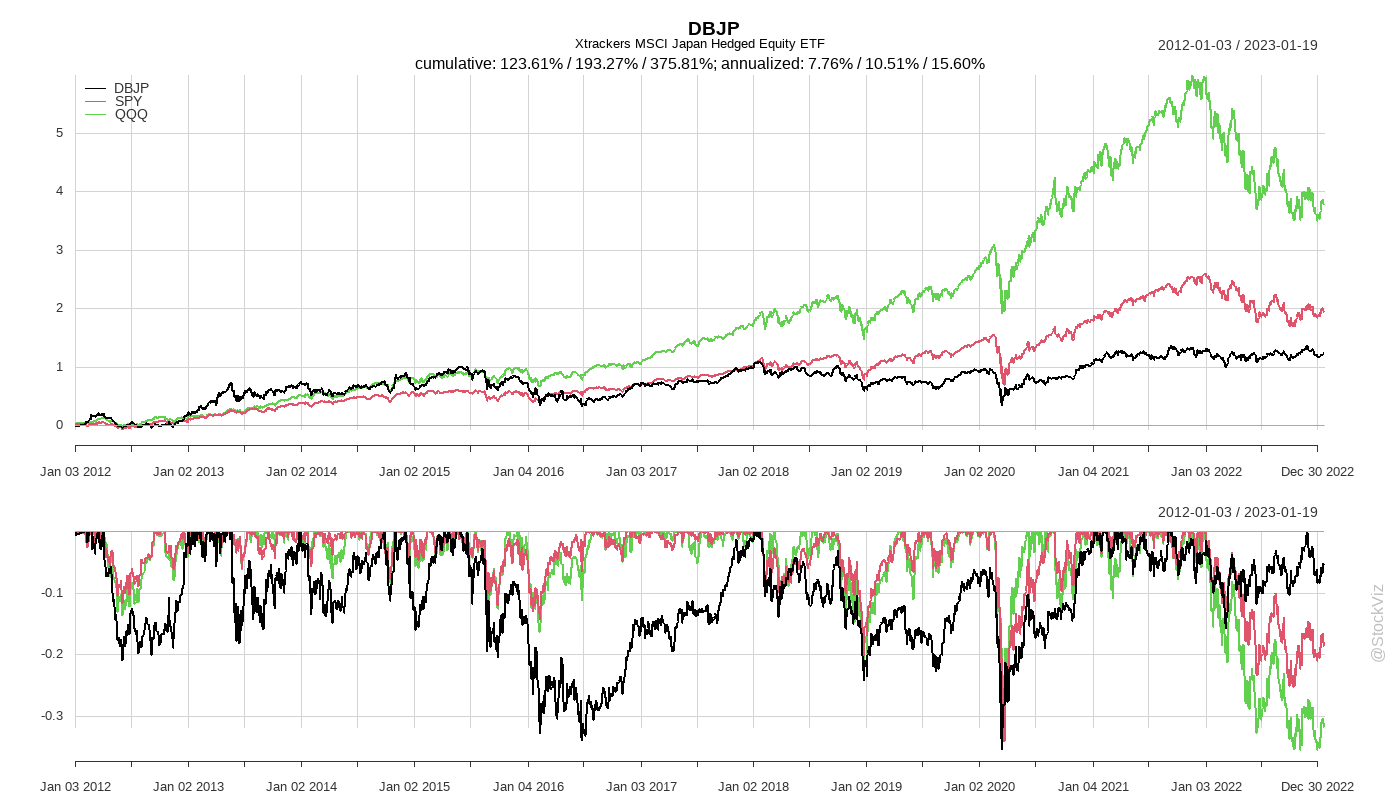 DBJP
Xtrackers MSCI Japan Hedged Equity ETF
2012-01-03 / 2023-01-19
cumulative: 123.61% / 193.27% / 375.81%; annualized: 7.76% / 10.51% / 15.60%
DBJP
SPY
QQQ
5
4
3
2
1
0
Jan 03 2012 Jan 02 2013 Jan 02 2014 Jan 02 2015 Jan 04 2016 Jan 03 2017 Jan 02 2018 Jan 02 2019 Jan 02 2020 Jan 04 2021 Jan 03 2022 Dec 30 2022
2012-01-03 / 2023-01-19
-0.1
-0.2
-0.3
Jan 03 2012 Jan 02 2013 Jan 02 2014 Jan 02 2015 Jan 04 2016 Jan 03 2017 Jan 02 2018 Jan 02 2019 Jan 02 2020 Jan 04 2021 Jan 03 2022 Dec 30 2022
@StockViz